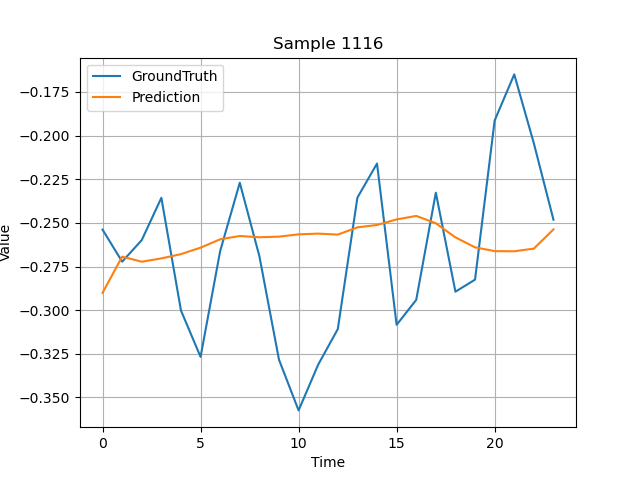 Sample 1116
GroundTruth
Prediction
−0.175
−0.200
−0.225
−0.250
−0.275
−0.300
−0.325
−0.350
Value
0 5 10 15 20
Time